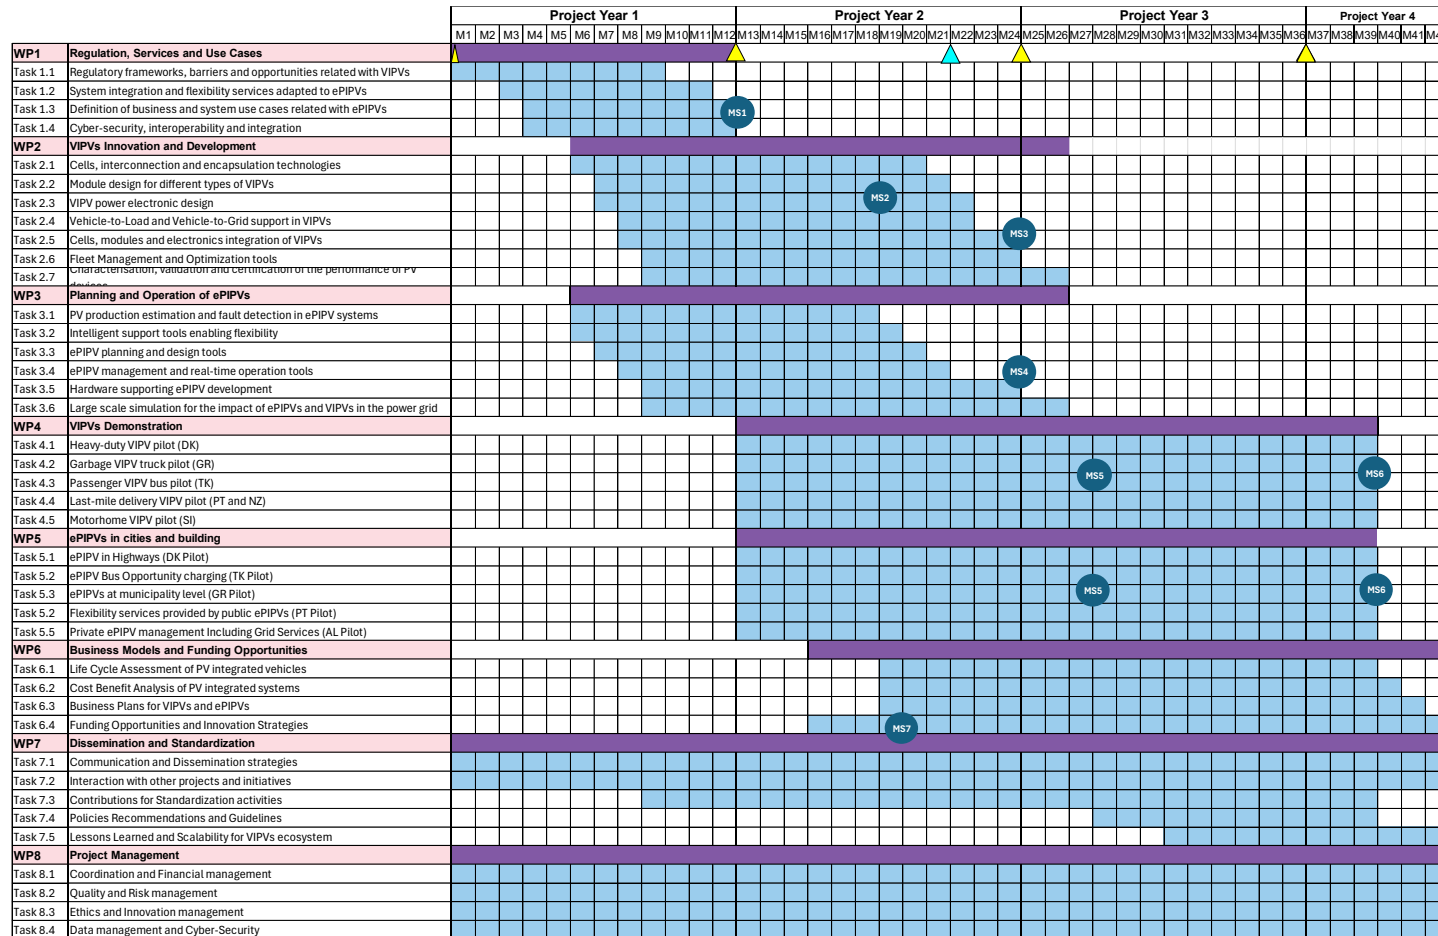 Project Year 1 Project Year 2 Project Year 3 Project Year 4
M1 M2 M3 M4 M5 M6 M7 M8 M9 M10 M11 M12 M13 M14 M15 M16 M17 M18 M19 M20 M21 M22 M23 M24 M25 M26 M27 M28 M29 M30 M31 M32 M33 M34 M35 M36 M37 M38 M39 M40 M41
WP1 Regulation, Services and Use Cases
Task 1.1 Regulatory frameworks, barriers and opportunities related with VIPVs
Task 1.2 System integration and flexibility services adapted to ePIPVs
Task 1.3 Definition of business and system use cases related with ePIPVs MS1
Task 1.4 Cyber-security, interoperability and integration
WP2 VIPVs Innovation and Development
Task 2.1 Cells, interconnection and encapsulation technologies
Task 2.2 Module design for different types of VIPVs
Task 2.3 VIPV power electronic design MS2
Task 2.4 Vehicle-to-Load and Vehicle-to-Grid support in VIPVs
Task 2.5 Cells, modules and electronics integration of VIPVs MS3
Task 2.6 Fleet Management and Optimization tools
Task 2.7 Characterisation, validation and certification of the performance of PV
devices
WP3 Planning and Operation of ePIPVs
Task 3.1 PV production estimation and fault detection in ePIPV systems
Task 3.2 Intelligent support tools enabling flexibility
Task 3.3 ePIPV planning and design tools
Task 3.4 ePIPV management and real-time operation tools MS4
Task 3.5 Hardware supporting ePIPV development
Task 3.6 Large scale simulation for the impact of ePIPVs and VIPVs in the power grid
WP4 VIPVs Demonstration
Task 4.1 Heavy-duty VIPV pilot (DK)
Task 4.2 Garbage VIPV truck pilot (GR) MS5 MS6
Task 4.3 Passenger VIPV bus pilot (TK)
Task 4.4 Last-mile delivery VIPV pilot (PT and NZ)
Task 4.5 Motorhome VIPV pilot (SI)
WP5 ePIPVs in cities and building
Task 5.1 ePIPV in Highways (DK Pilot)
Task 5.2 ePIPV Bus Opportunity charging (TK Pilot)
Task 5.3 ePIPVs at municipality level (GR Pilot) MS5 MS6
Task 5.2 Flexibility services provided by public ePIPVs (PT Pilot)
Task 5.5 Private ePIPV management Including Grid Services (AL Pilot)
WP6 Business Models and Funding Opportunities
Task 6.1 Life Cycle Assessment of PV integrated vehicles
Task 6.2 Cost Benefit Analysis of PV integrated systems
Task 6.3 Business Plans for VIPVs and ePIPVs
Task 6.4 Funding Opportunities and Innovation Strategies MS7
WP7 Dissemination and Standardization
Task 7.1 Communication and Dissemination strategies
Task 7.2 Interaction with other projects and initiatives
Task 7.3 Contributions for Standardization activities
Task 7.4 Policies Recommendations and Guidelines
Task 7.5 Lessons Learned and Scalability for VIPVs ecosystem
WP8 Project Management
Task 8.1 Coordination and Financial management
Task 8.2 Quality and Risk management
Task 8.3 Ethics and Innovation management
Task 8.4 Data management and Cyber-Security